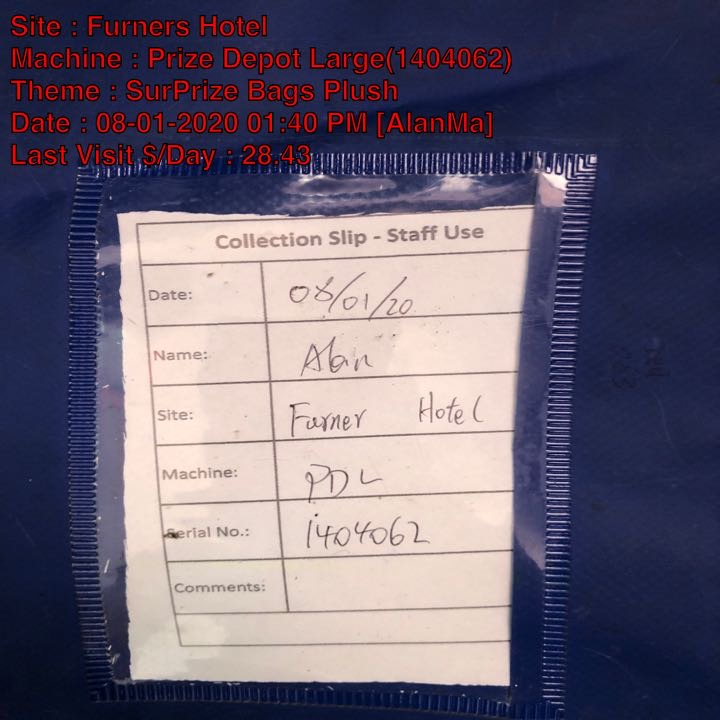 Site : Furners Hotel
Machine : Prize Depot Large(1404062)
Theme : SurPrize Bags Plush
Date : 08-01-2020 01:40 PM [AlanMa]
Last Visit $/Day : 28.43
Collection Slip - Staff Use
Date: 08/01/20
Name: Alan
Site: Furner Hotel
Machine: PDL
Serial No.: 1404062
Comments: